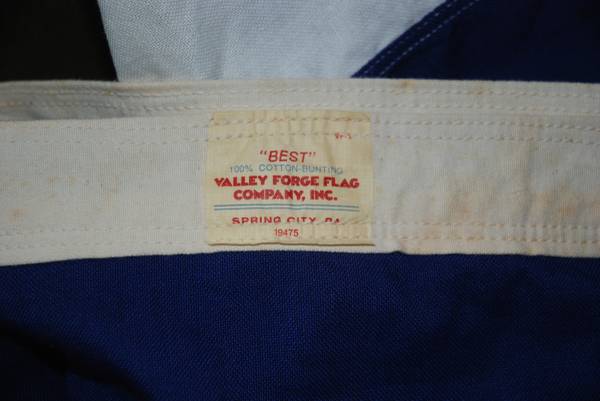 "BEST"
100% COTTON-BUNTING
VALLEY FORGE FLAG
COMPANY, INC.
SPRING CITY, PA
19475